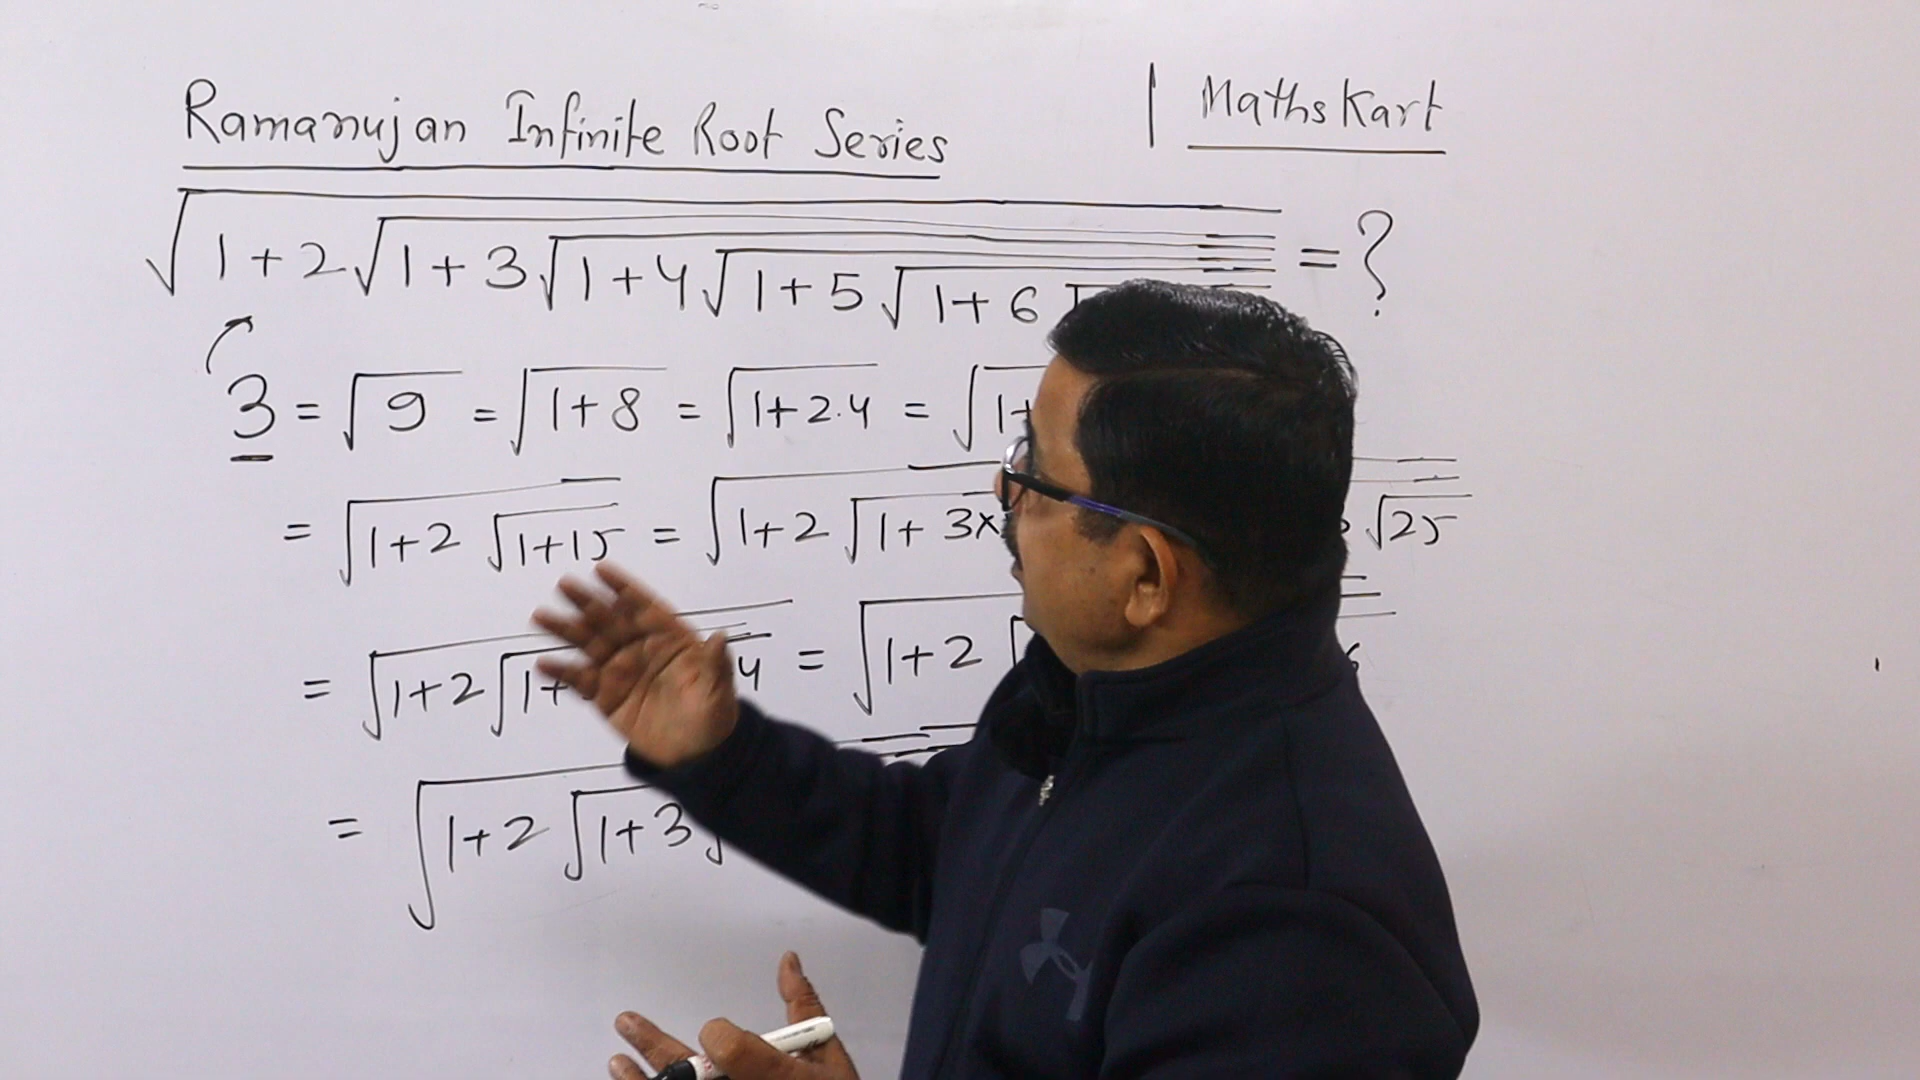 Ramanujan Infinite Root Series | Maths Kart
√1+2√1+3√1+4√1+5√1+6√ = ?
3 = √9 = √1+8 = √1+2.4 = √1+
= √1+2√1+15 = √1+2√1+3x √25
= √1+2√1+ 4 = √1+2√ 6
= √1+2√1+3√